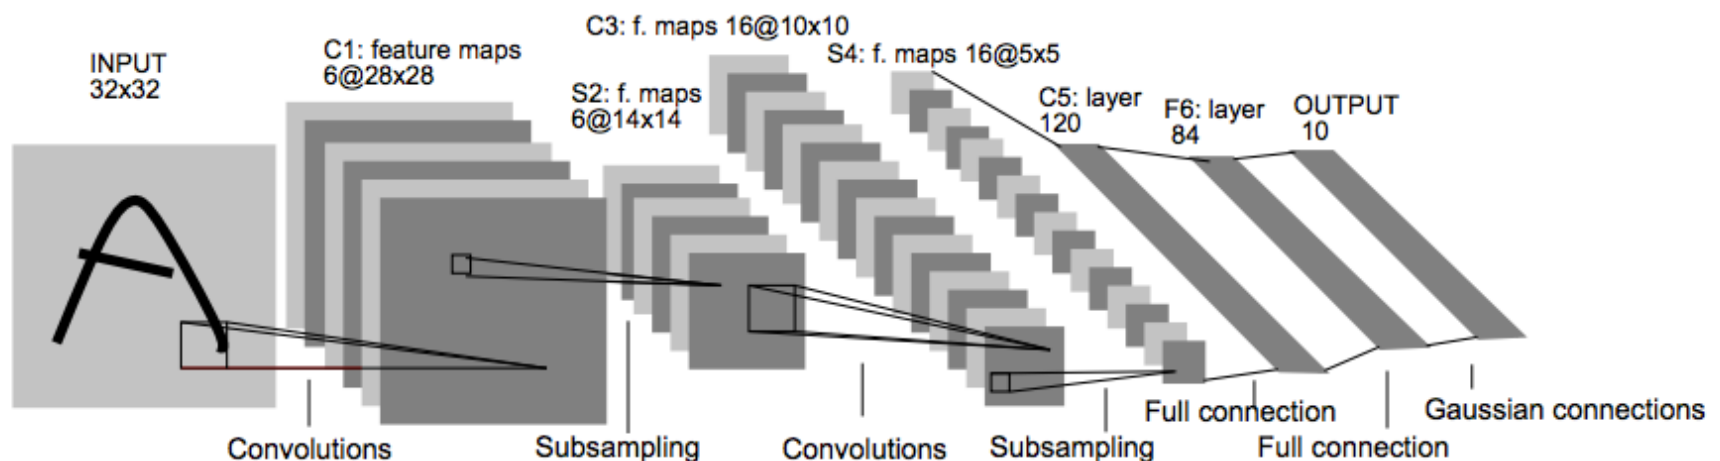 INPUT
32x32
C1: feature maps
6@28x28
S2: f. maps
6@14x14
C3: f. maps 16@10x10
S4: f. maps 16@5x5
C5: layer
120
F6: layer
84
OUTPUT
10
Convolutions
Subsampling
Convolutions
Subsampling
Full connection
Full connection
Gaussian connections